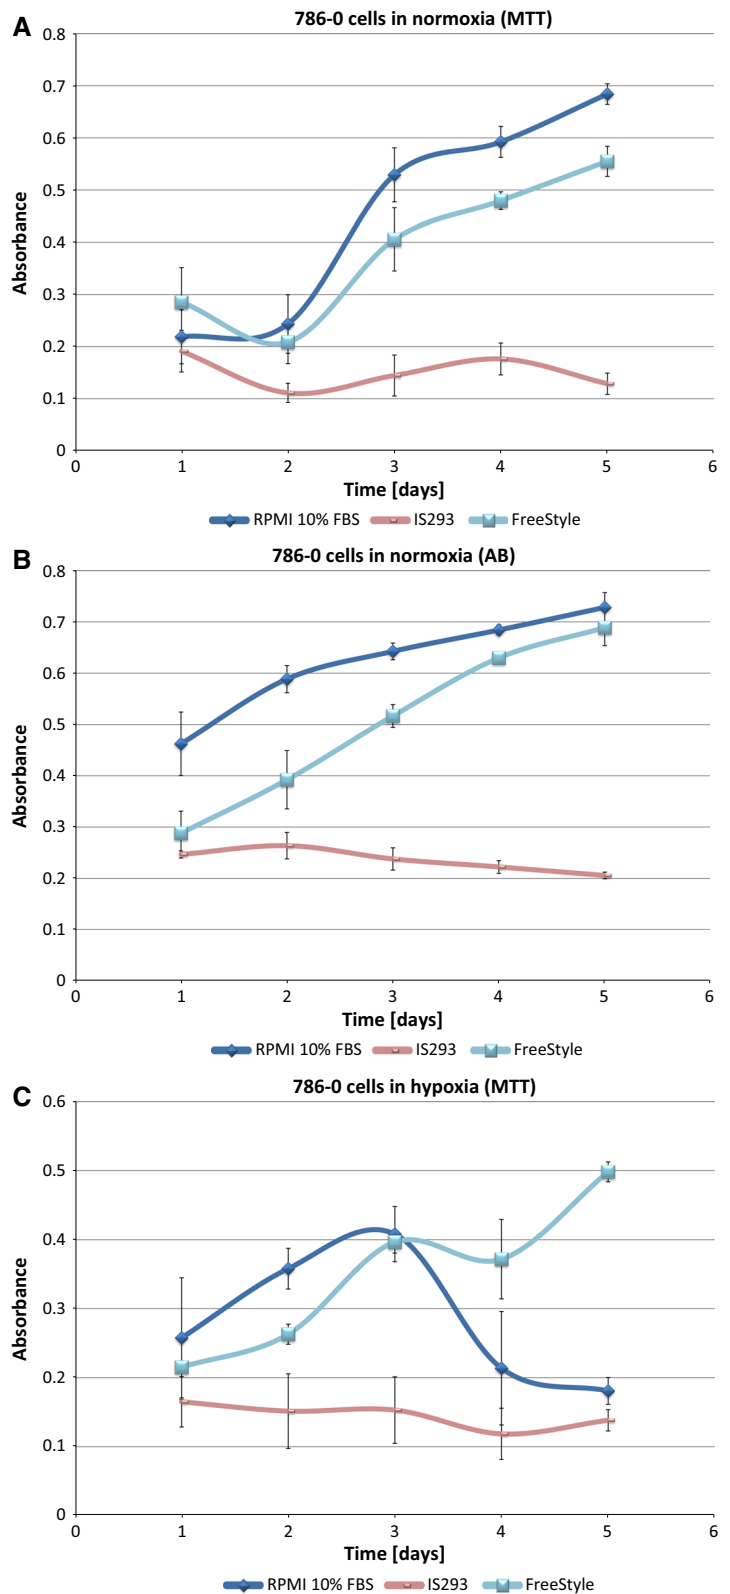 A
786-0 cells in normoxia (MTT)
0.8
0.7
0.6
0.5
0.4
0.3
0.2
0.1
0
Absorbance
0 1 2 3 4 5 6
Time [days]
RPMI 10% FBS IS293 FreeStyle
B
786-0 cells in normoxia (AB)
0.8
0.7
0.6
0.5
0.4
0.3
0.2
0.1
0
Absorbance
0 1 2 3 4 5 6
Time [days]
RPMI 10% FBS IS293 FreeStyle
C
786-0 cells in hypoxia (MTT)
0.6
0.5
0.4
0.3
0.2
0.1
0
Absorbance
0 1 2 3 4 5 6
Time [days]
RPMI 10% FBS IS293 FreeStyle